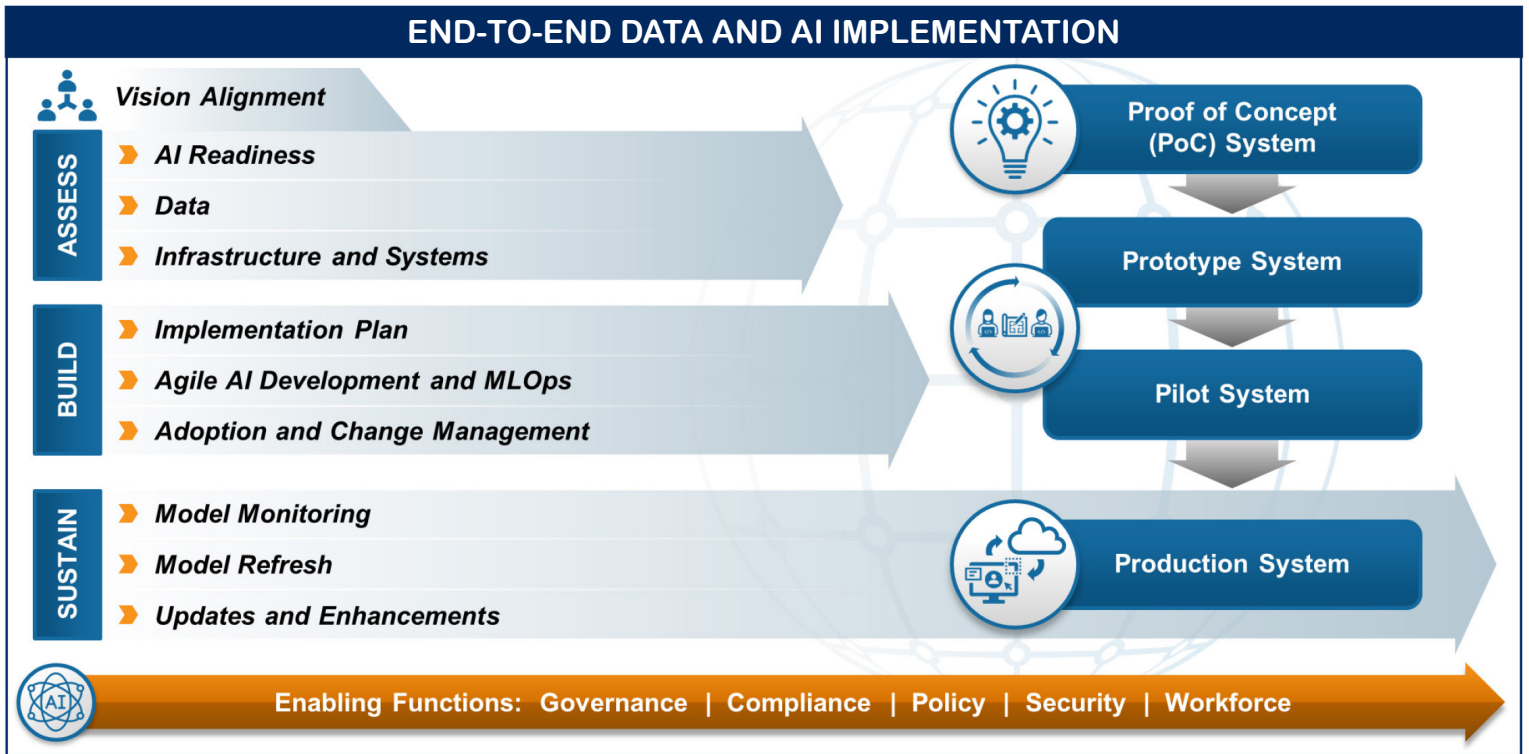 END-TO-END DATA AND AI IMPLEMENTATION
Vision Alignment
ASSESS
AI Readiness
Data
Infrastructure and Systems
BUILD
Implementation Plan
Agile AI Development and MLOps
Adoption and Change Management
SUSTAIN
Model Monitoring
Model Refresh
Updates and Enhancements
Proof of Concept
(PoC) System
Prototype System
Pilot System
Production System
AI
Enabling Functions: Governance | Compliance | Policy | Security | Workforce